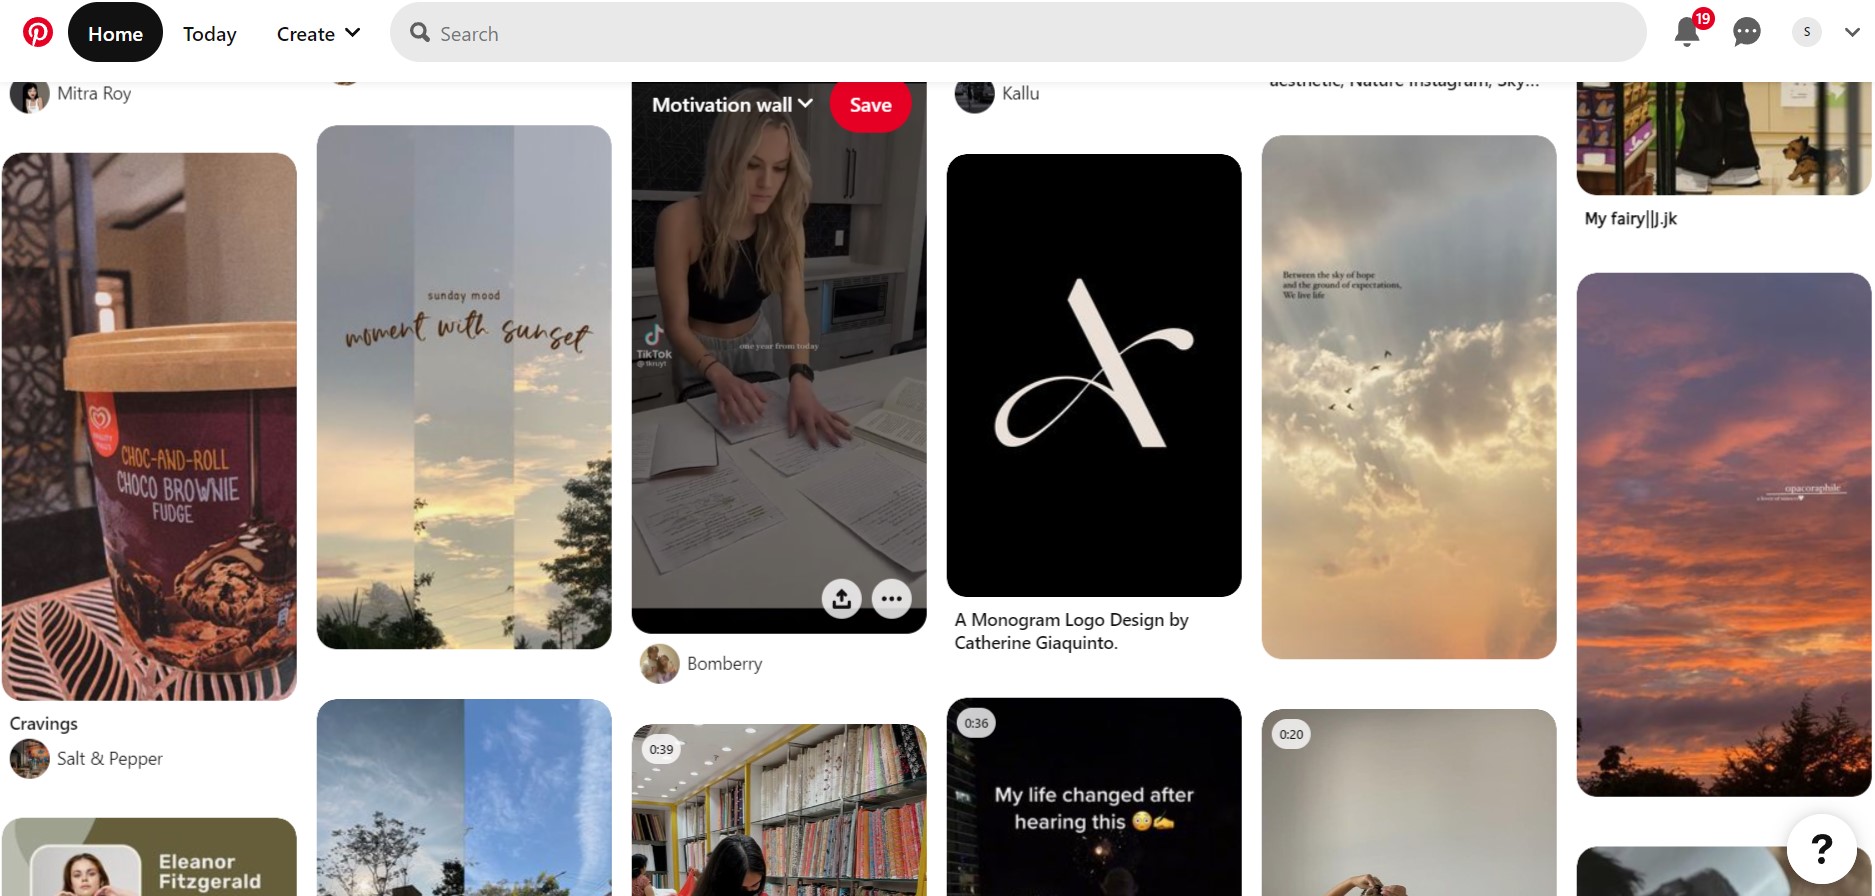 Home
Today
Create
Search
19
S
Mitra Roy
CHOC-AND-ROLL
CHOCO BROWNIE
FUDGE
Cravings
Salt & Pepper
Eleanor
Fitzgerald
sunday mood
moment with sunset
Motivation wall
Save
TikTok
one year from today
Bomberry
0:39
Kallu
A Monogram Logo Design by
Catherine Giaquinto.
0:36
My life changed after
hearing this 😳✍️
aesthetic, Nature Instagram, Sky...
Between the sky of hope
and the ground of expectations,
We live life
0:20
My fairy||J.jk
opacoraphile
a lover of sunsets
?